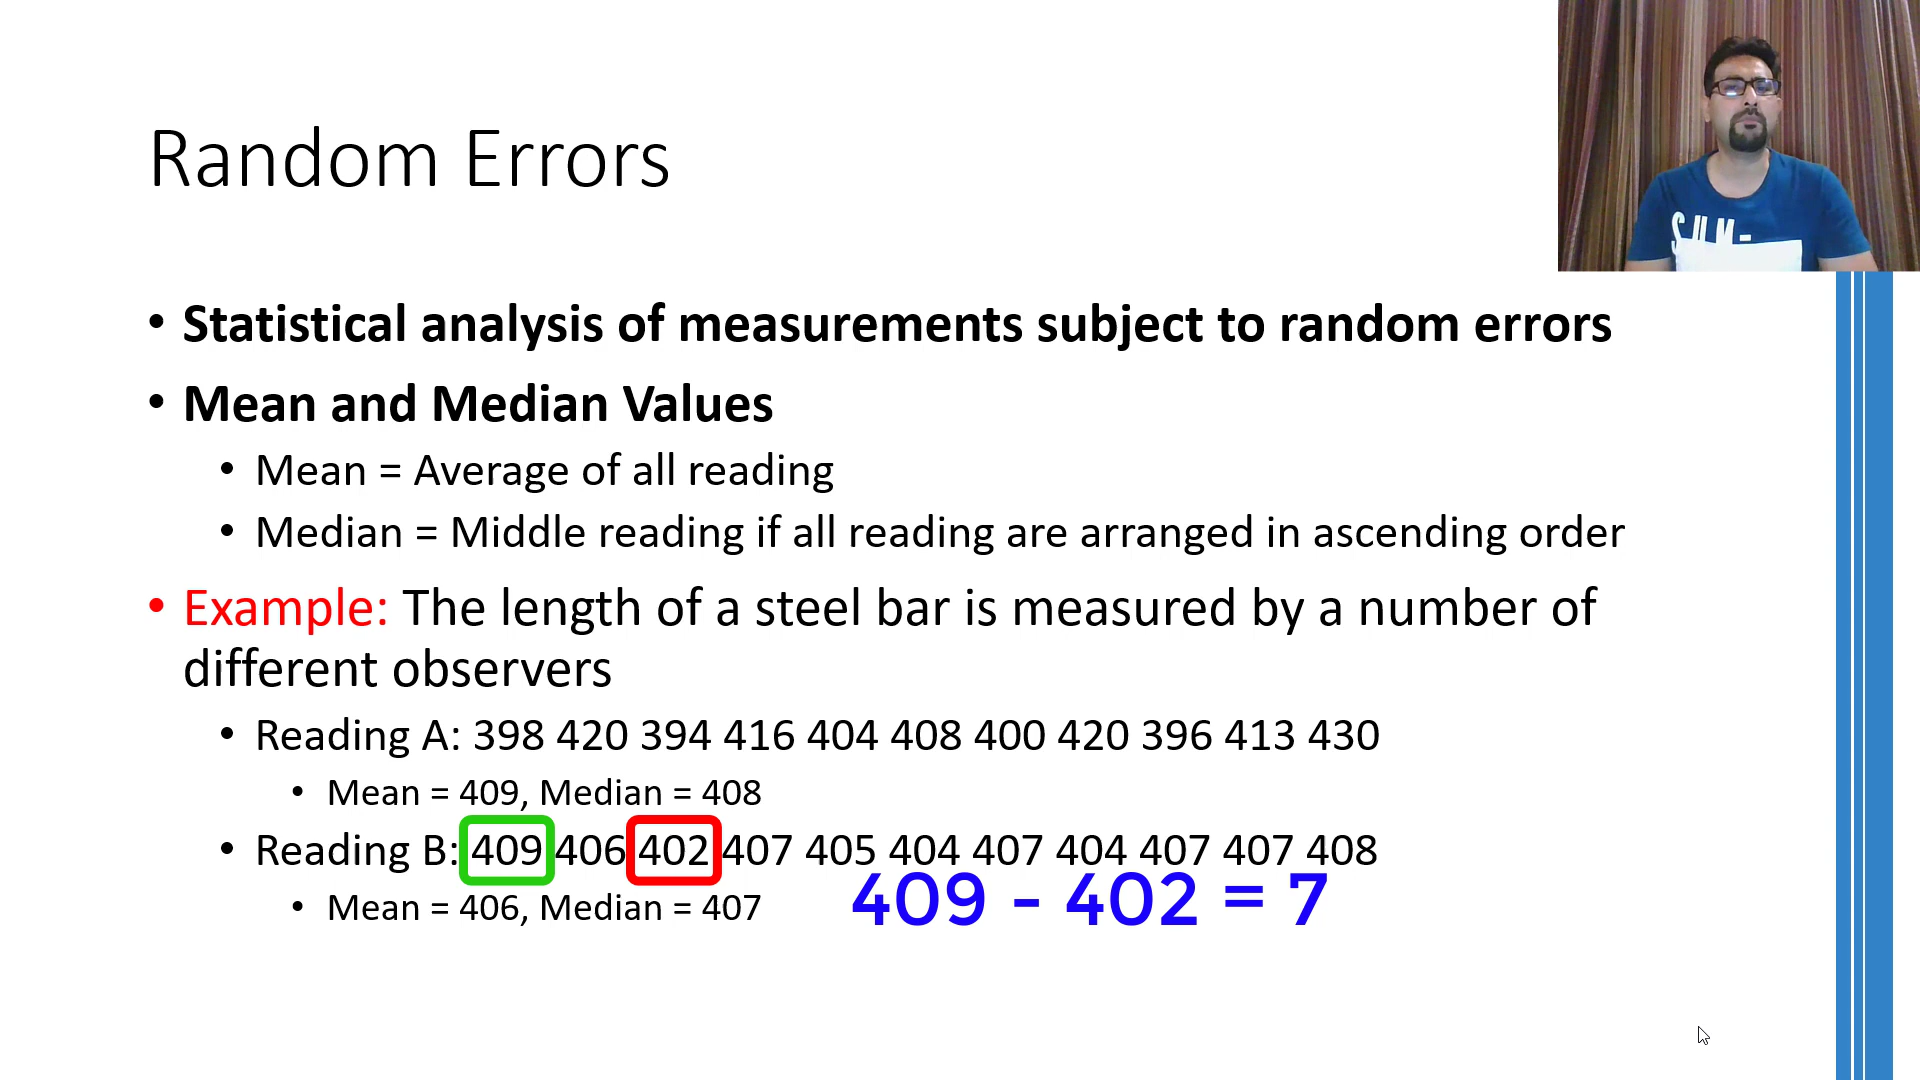 Random Errors
• Statistical analysis of measurements subject to random errors
• Mean and Median Values
• Mean = Average of all reading
• Median = Middle reading if all reading are arranged in ascending order
• Example: The length of a steel bar is measured by a number of
different observers
• Reading A: 398 420 394 416 404 408 400 420 396 413 430
• Mean = 409, Median = 408
• Reading B: 409 406 402 407 405 404 407 404 407 407 408
• Mean = 406, Median = 407
409 - 402 = 7